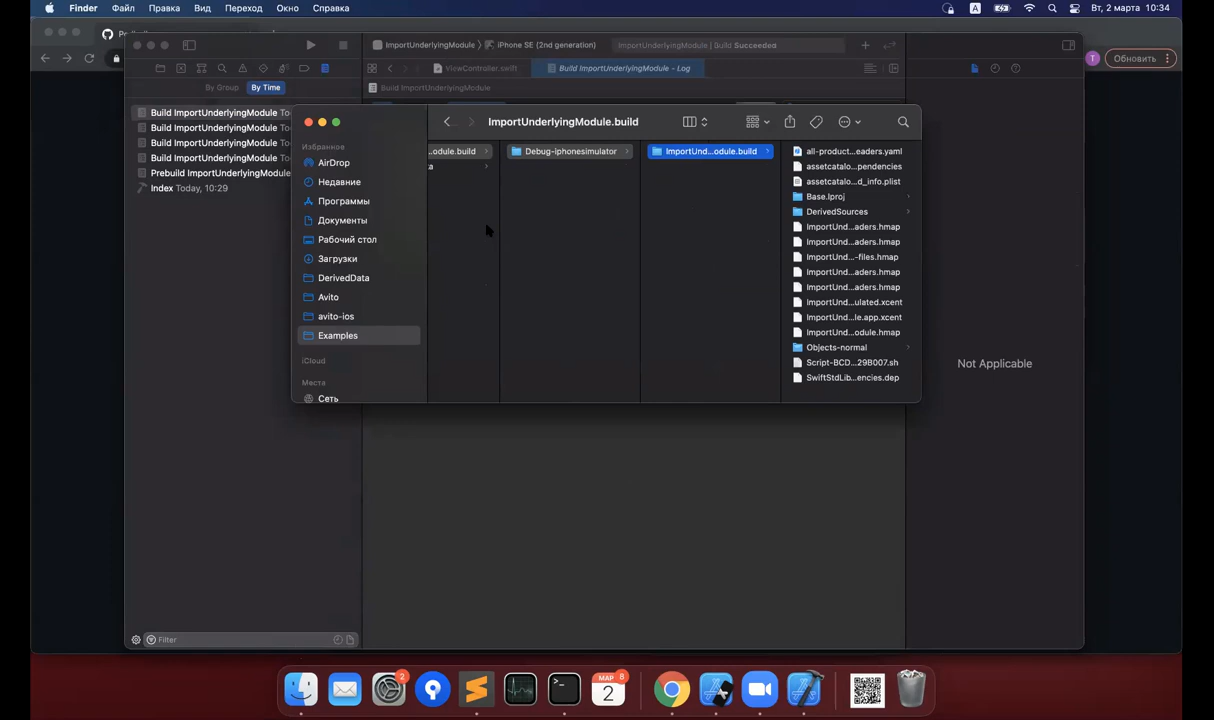 Finder Файл Правка Вид Переход Окно Справка A Вт, 2 марта 10:34
ImportUnderlyingModule iPhone SE (2nd generation) ImportUnderlyingModule | Build Succeeded
T Обновить
ViewController.swift Build ImportUnderlyingModule - Log
By Group By Time Build ImportUnderlyingModule
Build ImportUnderlyingModule
Build ImportUnderlyingModule
Build ImportUnderlyingModule
Build ImportUnderlyingModule
Prebuild ImportUnderlyingModule
Index Today, 10:29
ImportUnderlyingModule.build
Избранное
AirDrop
Недавние
Программы
Документы
Рабочий стол
Загрузки
DerivedData
Avito
avito-ios
Examples
iCloud
Места
Сеть
...odule.build
Debug-iphonesimulator
ImportUnd...odule.build
all-product...eaders.yaml
assetcatalo...pendencies
assetcatalo...d_info.plist
Base.lproj
DerivedSources
ImportUnd...aders.hmap
ImportUnd...aders.hmap
ImportUnd...-files.hmap
ImportUnd...aders.hmap
ImportUnd...aders.hmap
ImportUnd...ulated.xcent
ImportUnd...le.app.xcent
ImportUnd...odule.hmap
Objects-normal
Script-BCD...29B007.sh
SwiftStdLib...encies.dep
Not Applicable
Filter
2
МАР
2
8